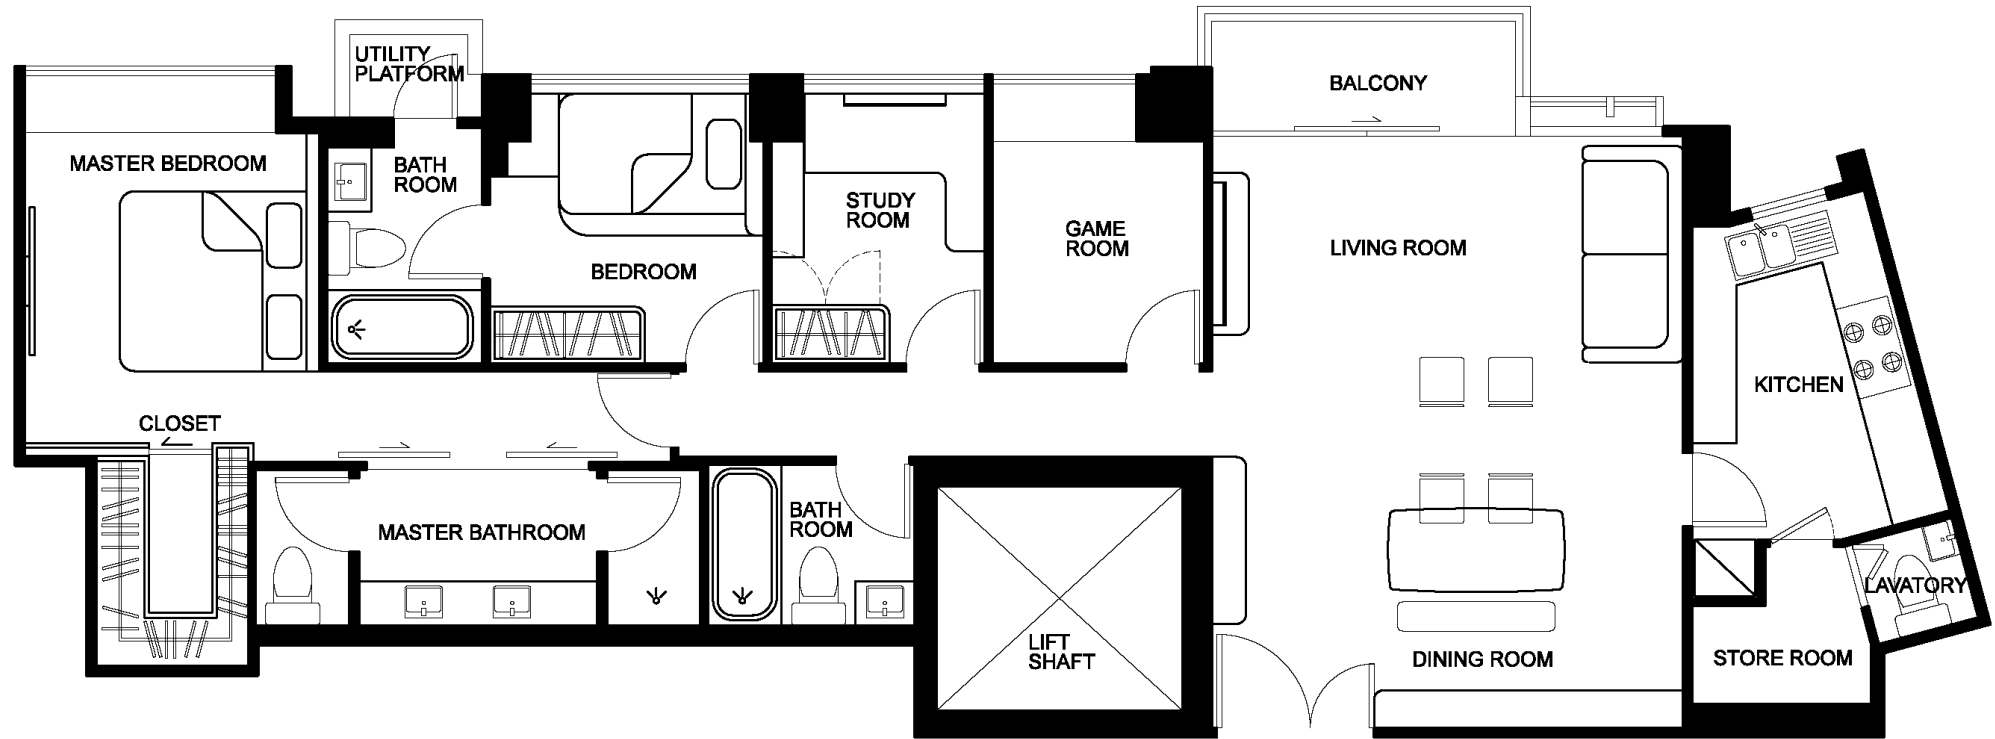 UTILITY
PLATFORM
BALCONY
MASTER BEDROOM
BATH
ROOM
STUDY
ROOM
GAME
ROOM
LIVING ROOM
BEDROOM
KITCHEN
CLOSET
MASTER BATHROOM
BATH
ROOM
LAVATORY
LIFT
SHAFT
DINING ROOM
STORE ROOM